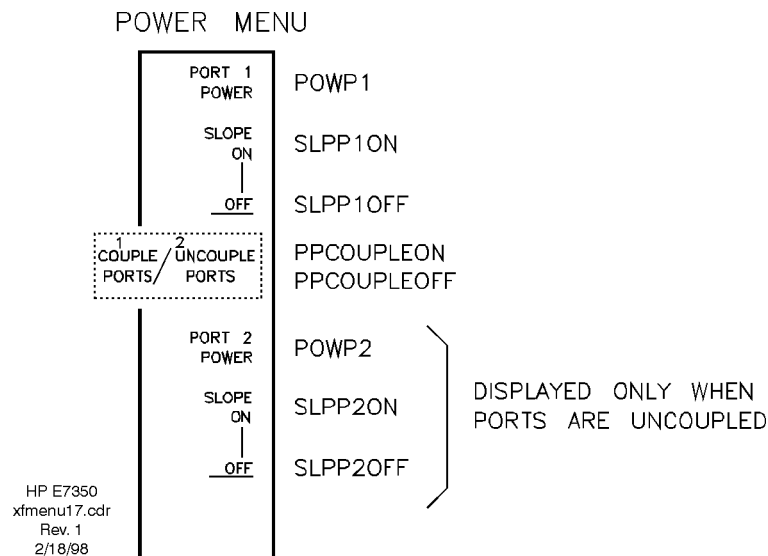 POWER MENU
PORT 1
POWER
POWP1
SLOPE
ON
SLPP1ON
OFF
SLPP1OFF
1 2
COUPLE / UNCOUPLE
PORTS PORTS
PPCOUPLEON
PPCOUPLEOFF
PORT 2
POWER
POWP2
SLOPE
ON
SLPP2ON
OFF
SLPP2OFF
DISPLAYED ONLY WHEN
PORTS ARE UNCOUPLED
HP E7350
xfmenu17.cdr
Rev. 1
2/18/98